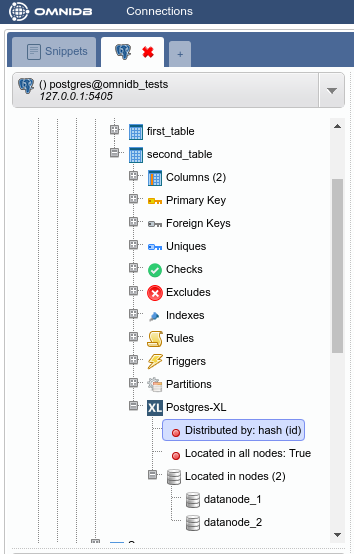 OMNIDB Connections
Snippets
+
() postgres@omnidb_tests
127.0.0.1:5405
first_table
second_table
Columns (2)
Primary Key
Foreign Keys
Uniques
Checks
Excludes
Indexes
Rules
Triggers
Partitions
XL Postgres-XL
Distributed by: hash (id)
Located in all nodes: True
Located in nodes (2)
datanode_1
datanode_2